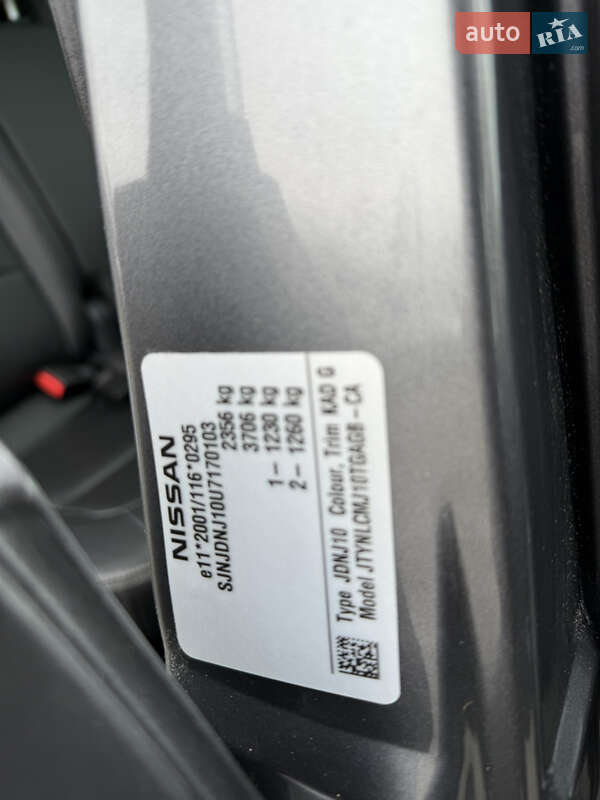 auto RIA .com
NISSAN
e11*2001/116*0295
SJNJDNJ10U7170103
2356 kg
3706 kg
1– 1230 kg
2– 1260 kg
Type JDNJ10 Colour, Trim KAD G
Model JTYNLCMJ10TGAGB–CA